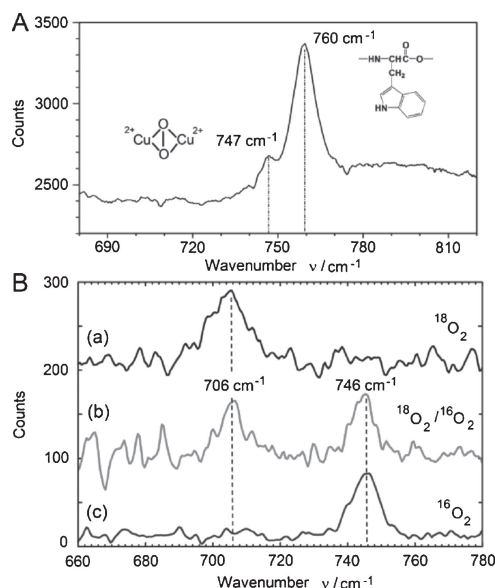 A
3500
3000
2500
Counts
760 cm-1
747 cm-1
2+
Cu
O
O
Cu
2+
HN
CH
C
O
O
CH2
HN
690
720
750
780
810
Wavenumber ν / cm-1
B
300
200
100
0
Counts
(a)
18O2
706 cm-1
746 cm-1
(b)
18O2 / 16O2
(c)
16O2
660
680
700
720
740
760
780
Wavenumber ν / cm-1